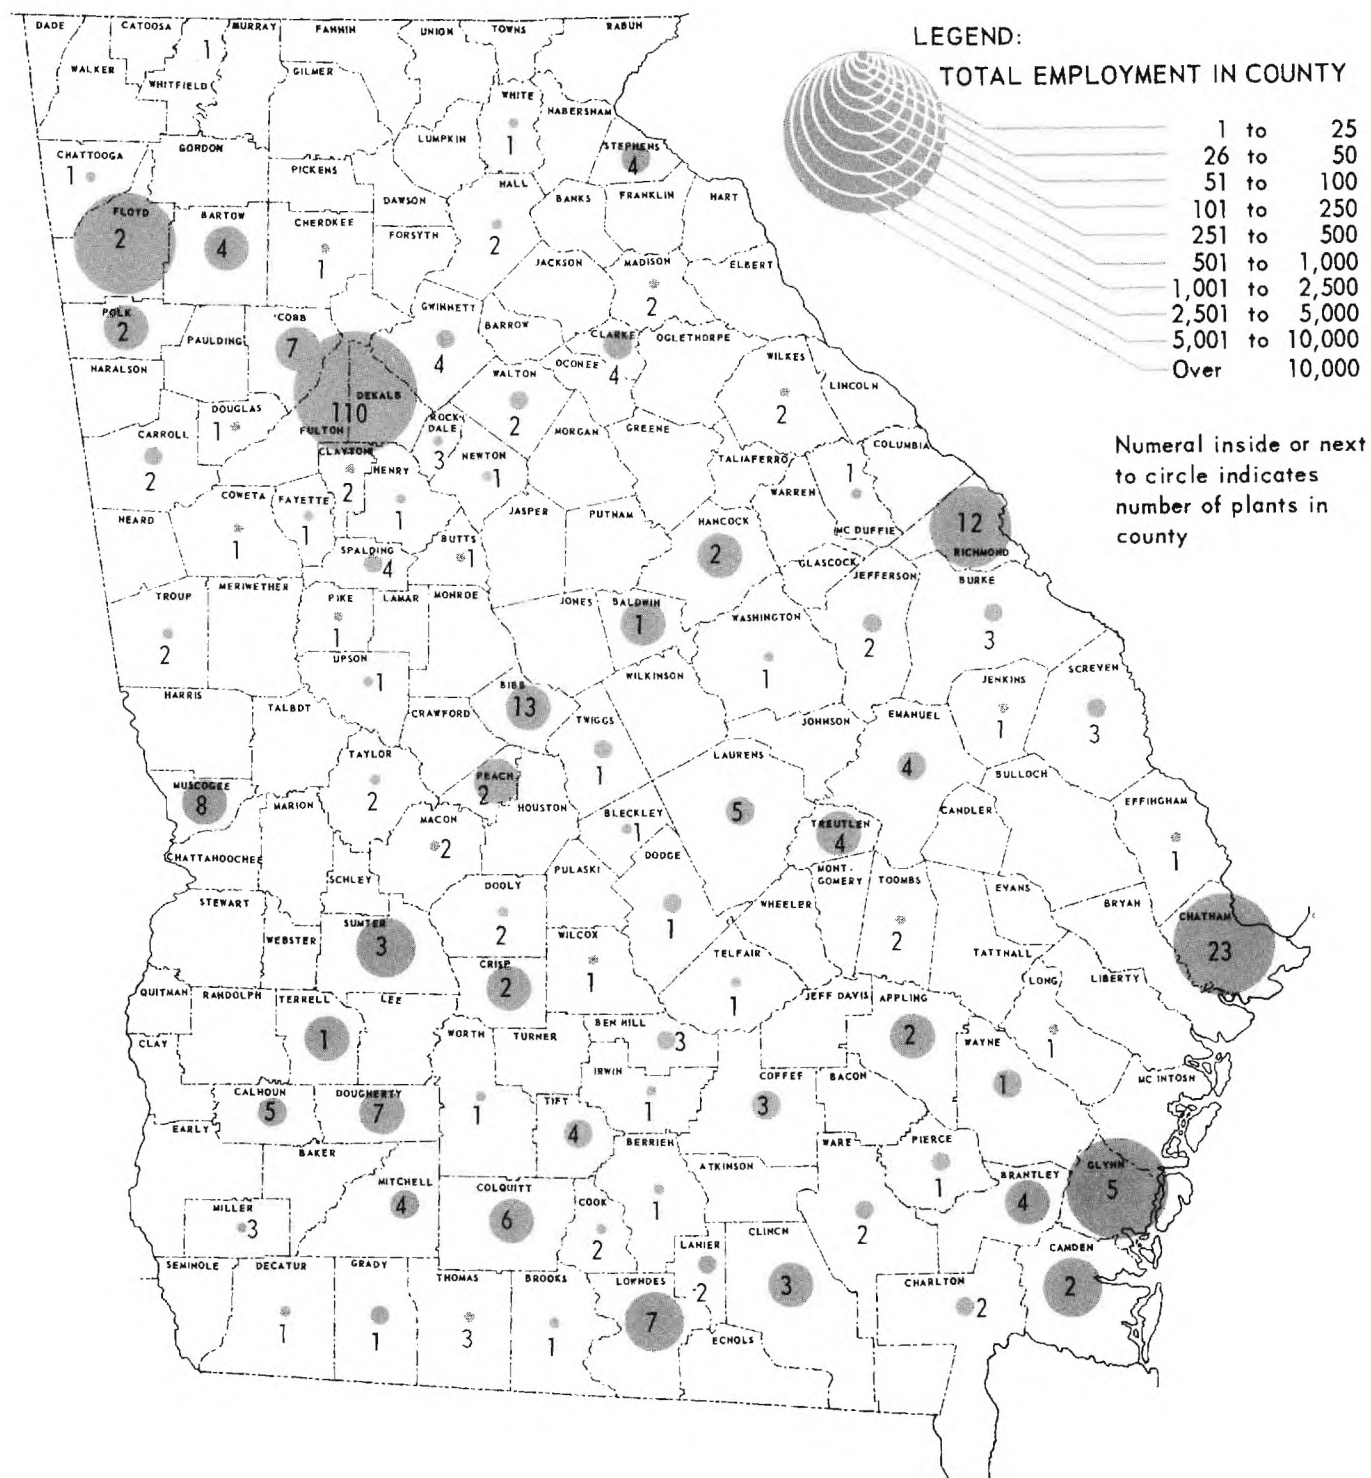 LEGEND:
TOTAL EMPLOYMENT IN COUNTY
1 to 25
26 to 50
51 to 100
101 to 250
251 to 500
501 to 1,000
1,001 to 2,500
2,501 to 5,000
5,001 to 10,000
Over 10,000
Numeral inside or next
to circle indicates
number of plants in
county
DADE
CATOOSA
MURRAY
1
FANNIN
UNION
TOWNS
RABUN
WALKER
WHITFIELD
GILMER
WHITE
1
HABERSHAM
LUMPKIN
STEPHENS
4
CHATTOOGA
1
GORDON
PICKENS
DAWSON
HALL
2
BANKS
FRANKLIN
HART
FLOYD
2
BARTOW
4
CHERDKEE
1
FORSYTH
JACKSON
MADISON
2
ELBERT
POLK
2
PAULDING
COBB
7
GWINNETT
4
BARROW
CLARKE
4
OCONEE
OGLETHORPE
WILKES
2
LINCOLN
HARALSON
DOUGLAS
1
DEKALB
110
FULTON
WALTON
2
ROCK
DALE
3
MORGAN
GREENE
TALIAFERRO
COLUMBIA
CARROLL
2
CLAYTON
2
HENRY
1
NEWTON
1
WARREN
1
MC DUFFIE
HEARD
COWETA
1
FAYETTE
1
SPALDING
4
BUTTS
1
JASPER
PUTNAM
HANCOCK
2
GLASCOCK
12
RICHMOND
TROUP
2
MERIWETHER
PIKE
1
LAMAR
MONROE
JONES
BALDWIN
1
WASHINGTON
1
JEFFERSON
2
BURKE
3
UPSON
1
WILKINSON
SCREVEN
3
JENKINS
1
HARRIS
TALBDT
CRAWFORD
BIBB
13
TWIGGS
1
JOHNSON
EMANUEL
4
TAYLOR
2
PEACH
2
HOUSTON
LAURENS
5
BULLOCH
MUSCOGEE
8
MARION
MACON
2
BLECKLEY
1
TREUTLEN
4
CANDLER
EFFINGHAM
1
CHATTAHOOCHEE
SCHLEY
DOOLY
2
PULASKI
DODGE
1
MONT-
GOMERY
TOOMBS
2
EVANS
STEWART
WEBSTER
SUMTER
3
WILCOX
1
WHEELER
BRYAN
CHATHAM
23
CRISP
2
TELFAIR
1
TATTNALL
QUITMAN
RANDOLPH
TERRELL
1
LEE
JEFF DAVIS
APPLING
2
LONG
1
LIBERTY
CLAY
WORTH
1
TURNER
BEN HILL
3
WAYNE
1
MC INTOSH
CALHOUN
5
DOUGHERTY
7
IRWIN
1
TIFT
4
COFFEF
3
BACON
EARLY
BAKER
BERRIEN
1
WARE
2
PIERCE
1
ATKINSON
MITCHELL
4
COLQUITT
6
COOK
2
BRANTLEY
4
GLYNN
5
MILLER
3
LANIER
2
CLINCH
3
CAMDEN
2
SEMINOLE
DECATUR
1
GRADY
1
THOMAS
3
BROOKS
1
LOWNDES
7
CHARLTON
2
ECHOLS